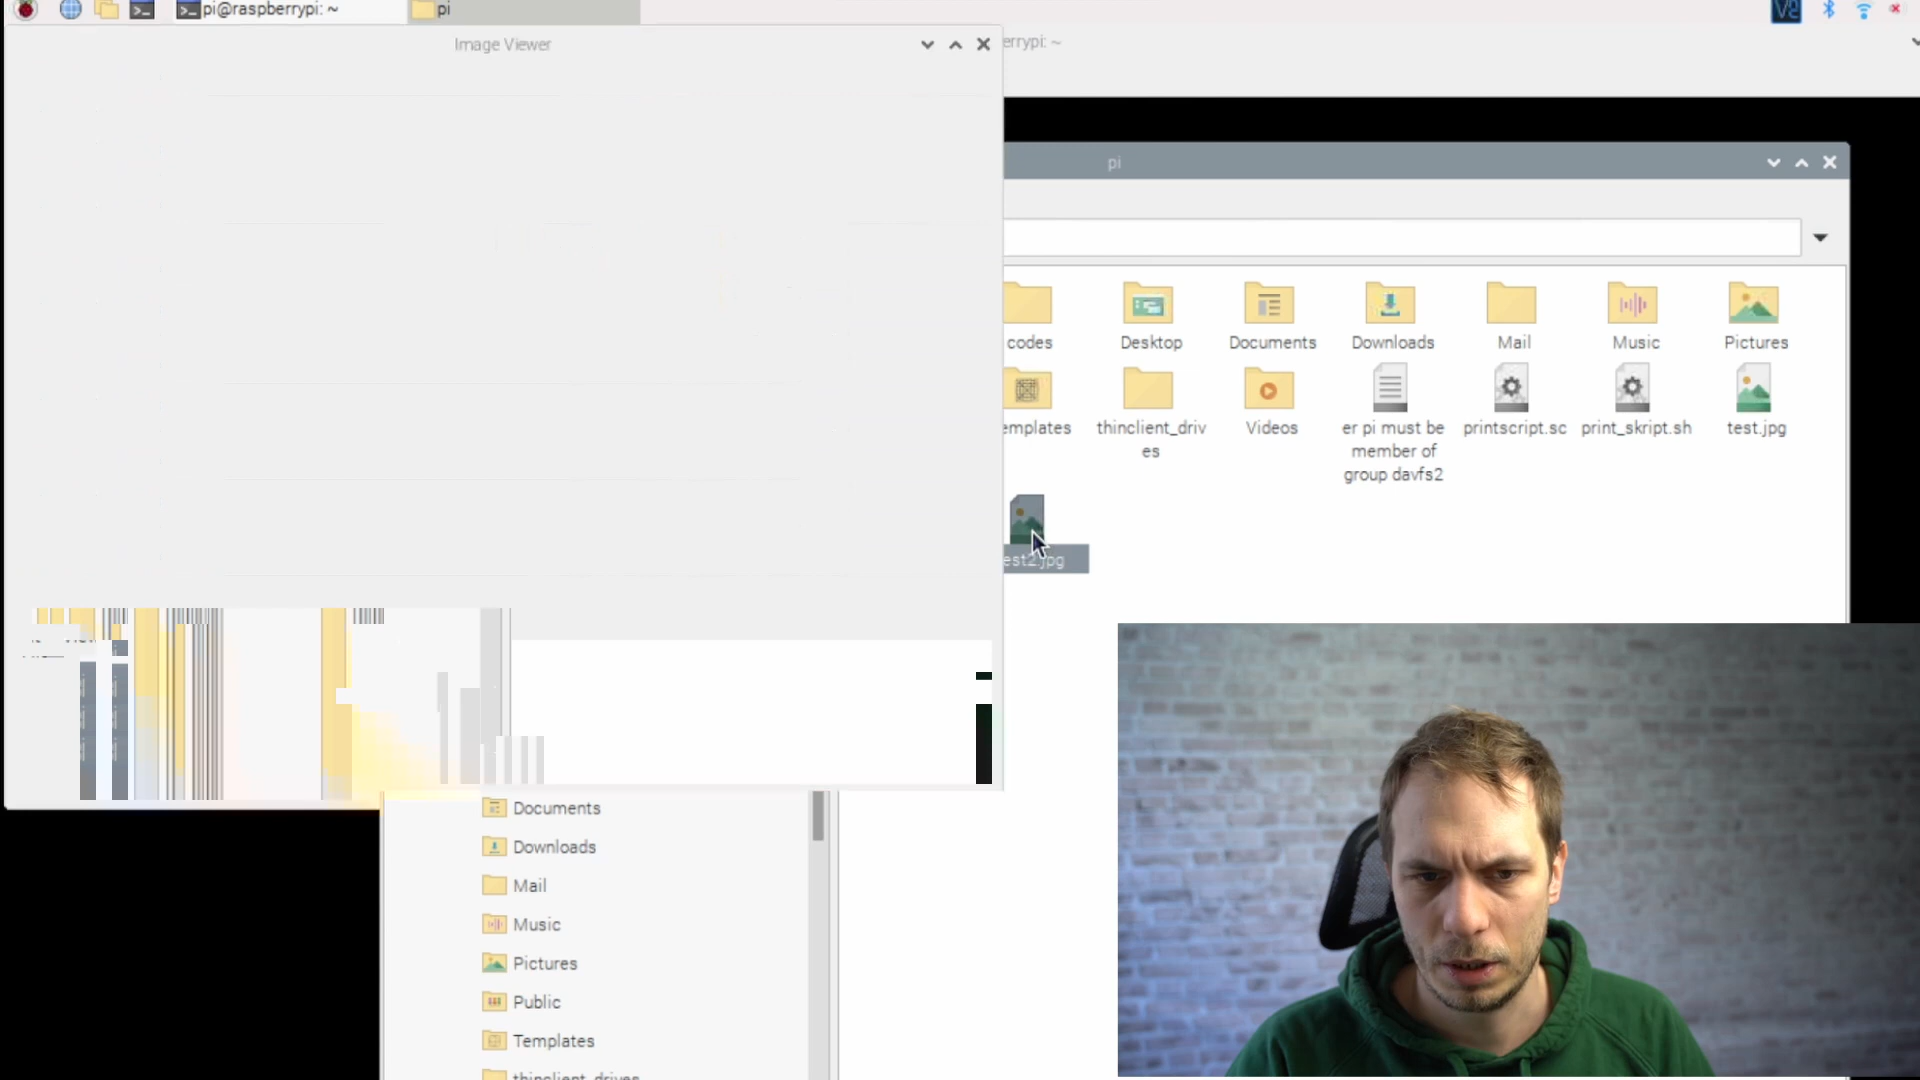 pi@raspberrypi: ~
pi
Image Viewer
errypi: ~
pi
codes
Desktop
Documents
Downloads
Mail
Music
Pictures
emplates
thinclient_driv
es
Videos
er pi must be
member of
group davfs2
printscript.sc
print_skript.sh
test.jpg
est2.jpg
Documents
Downloads
Mail
Music
Pictures
Public
Templates
thinclient_drives